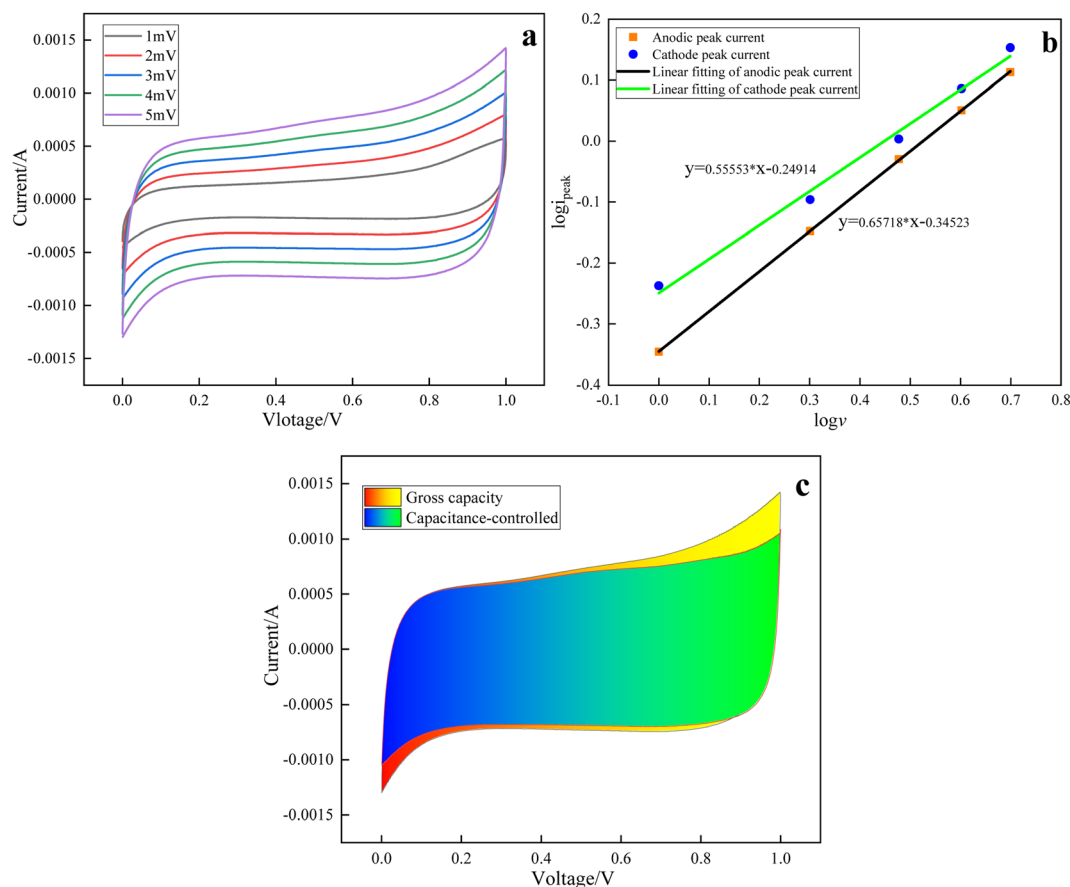 a
1mV
2mV
3mV
4mV
5mV
0.0015
0.0010
0.0005
0.0000
-0.0005
-0.0010
-0.0015
Current/A
0.0 0.2 0.4 0.6 0.8 1.0
Vlotage/V
b
Anodic peak current
Cathode peak current
Linear fitting of anodic peak current
Linear fitting of cathode peak current
y=0.55553*x-0.24914
y=0.65718*x-0.34523
0.2
0.1
0.0
-0.1
-0.2
-0.3
-0.4
logipeak
-0.1 0.0 0.1 0.2 0.3 0.4 0.5 0.6 0.7 0.8
logv
c
Gross capacity
Capacitance-controlled
0.0015
0.0010
0.0005
0.0000
-0.0005
-0.0010
-0.0015
Current/A
0.0 0.2 0.4 0.6 0.8 1.0
Voltage/V